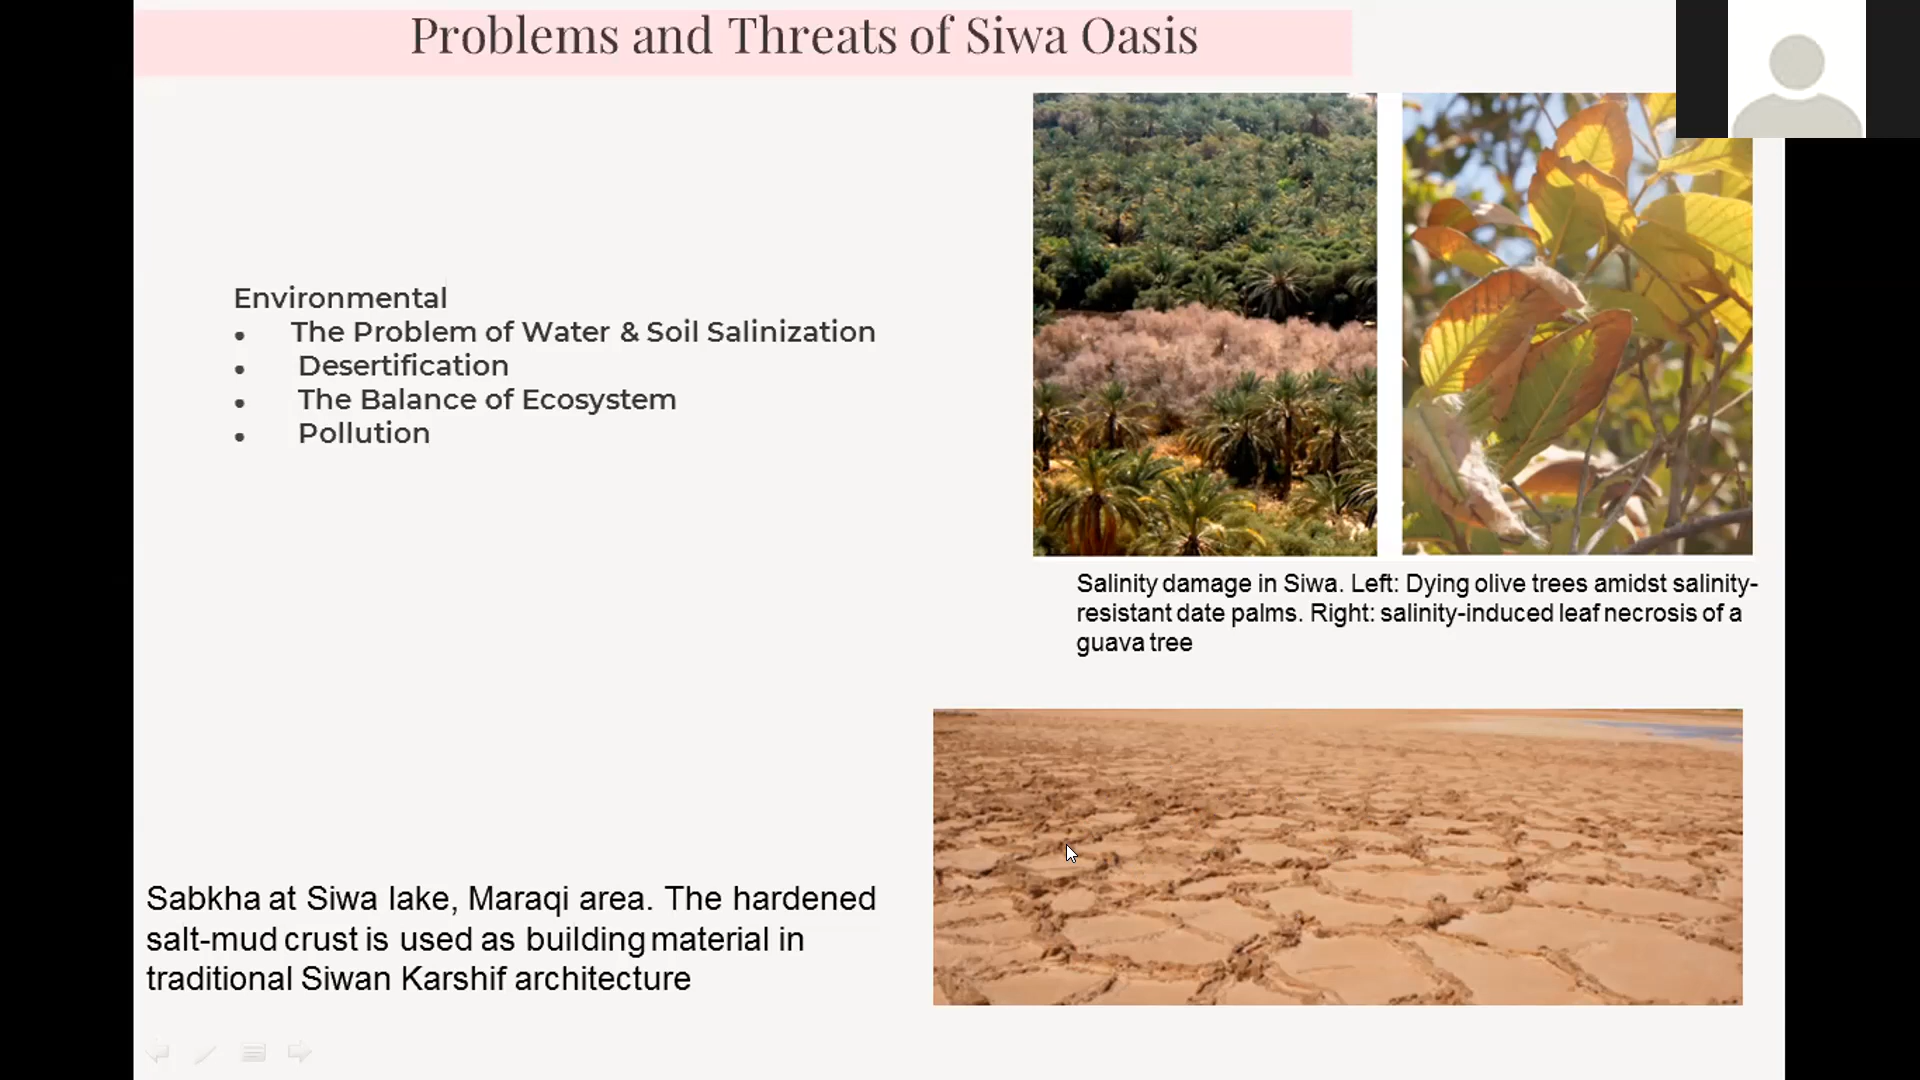 Problems and Threats of Siwa Oasis
Environmental
• The Problem of Water & Soil Salinization
• Desertification
• The Balance of Ecosystem
• Pollution
Salinity damage in Siwa. Left: Dying olive trees amidst salinity-
resistant date palms. Right: salinity-induced leaf necrosis of a
guava tree
Sabkha at Siwa lake, Maraqi area. The hardened
salt-mud crust is used as building material in
traditional Siwan Karshif architecture